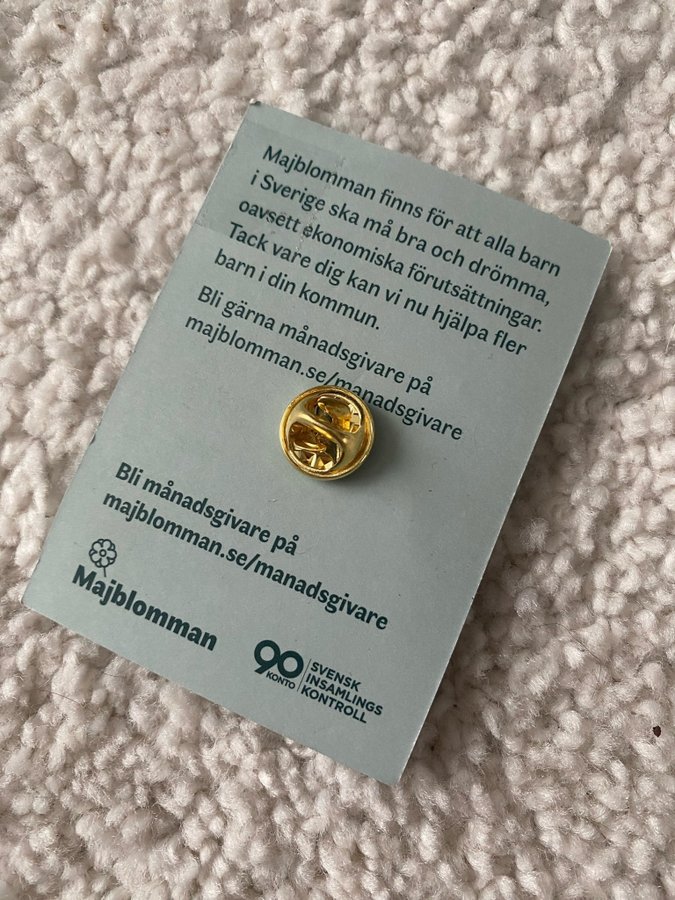 Majblomman finns för att alla barn
i Sverige ska må bra och drömma,
oavsett ekonomiska förutsättningar.
Tack vare dig kan vi nu hjälpa fler
barn i din kommun.
Bli gärna månadsgivare på
majblomman.se/manadsgivare
Bli månadsgivare på
majblomman.se/manadsgivare
Majblomman
90
KONTO
SVENSK
INSAMLINGS
KONTROLL